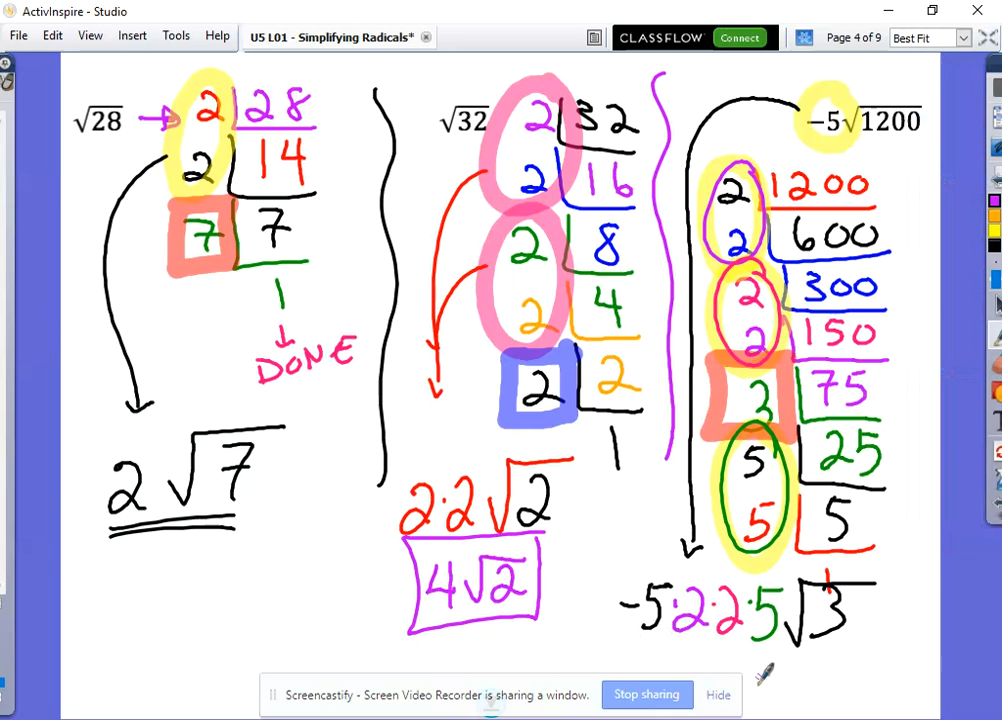 ActivInspire - Studio
File Edit View Insert Tools Help
U5 L01 - Simplifying Radicals*
CLASSFLOW Connect
Page 4 of 9
Best Fit
√28 → 2 28
2 14
7 7
1
↓
DONE
2 √7
√32 2 32
2 16
2 8
2 4
2 2
1
2·2√2
4√2
−5√1200
2 1200
2 600
2 300
2 150
3 75
5 25
5 5
1
-5·2·2·5√3
Screencastify - Screen Video Recorder is sharing a window. Stop sharing Hide